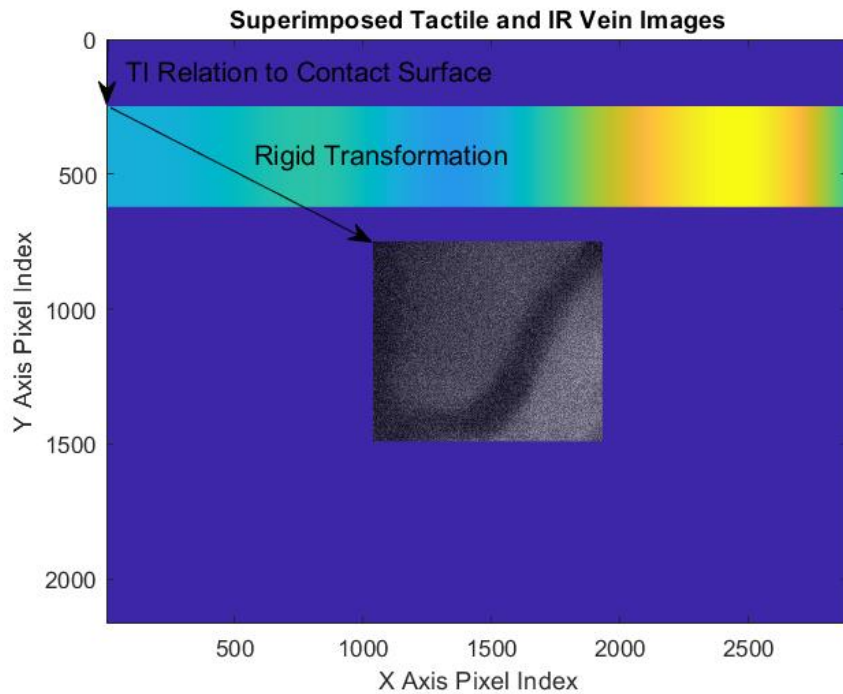 Superimposed Tactile and IR Vein Images
0
TI Relation to Contact Surface
Rigid Transformation
500
1000
1500
2000
Y Axis Pixel Index
500 1000 1500 2000 2500
X Axis Pixel Index